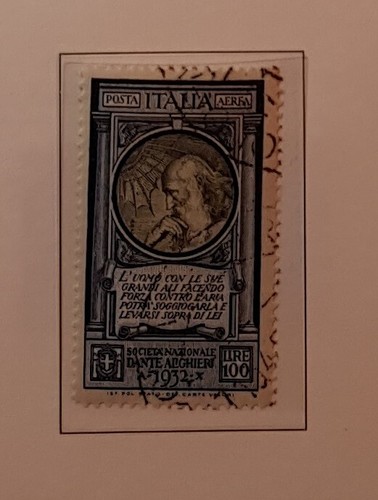 POSTA ITALIA AEREA
L'UOMO CON LE SUE
GRANDI ALI FACENDO
FORZA CONTRO L'ARIA
POTRÀ SOGGIOGARLA E
LEVARSI SOPRA DI LEI
SOCIETÀ NAZIONALE
DANTE ALIGHIERI
1932
LIRE
100